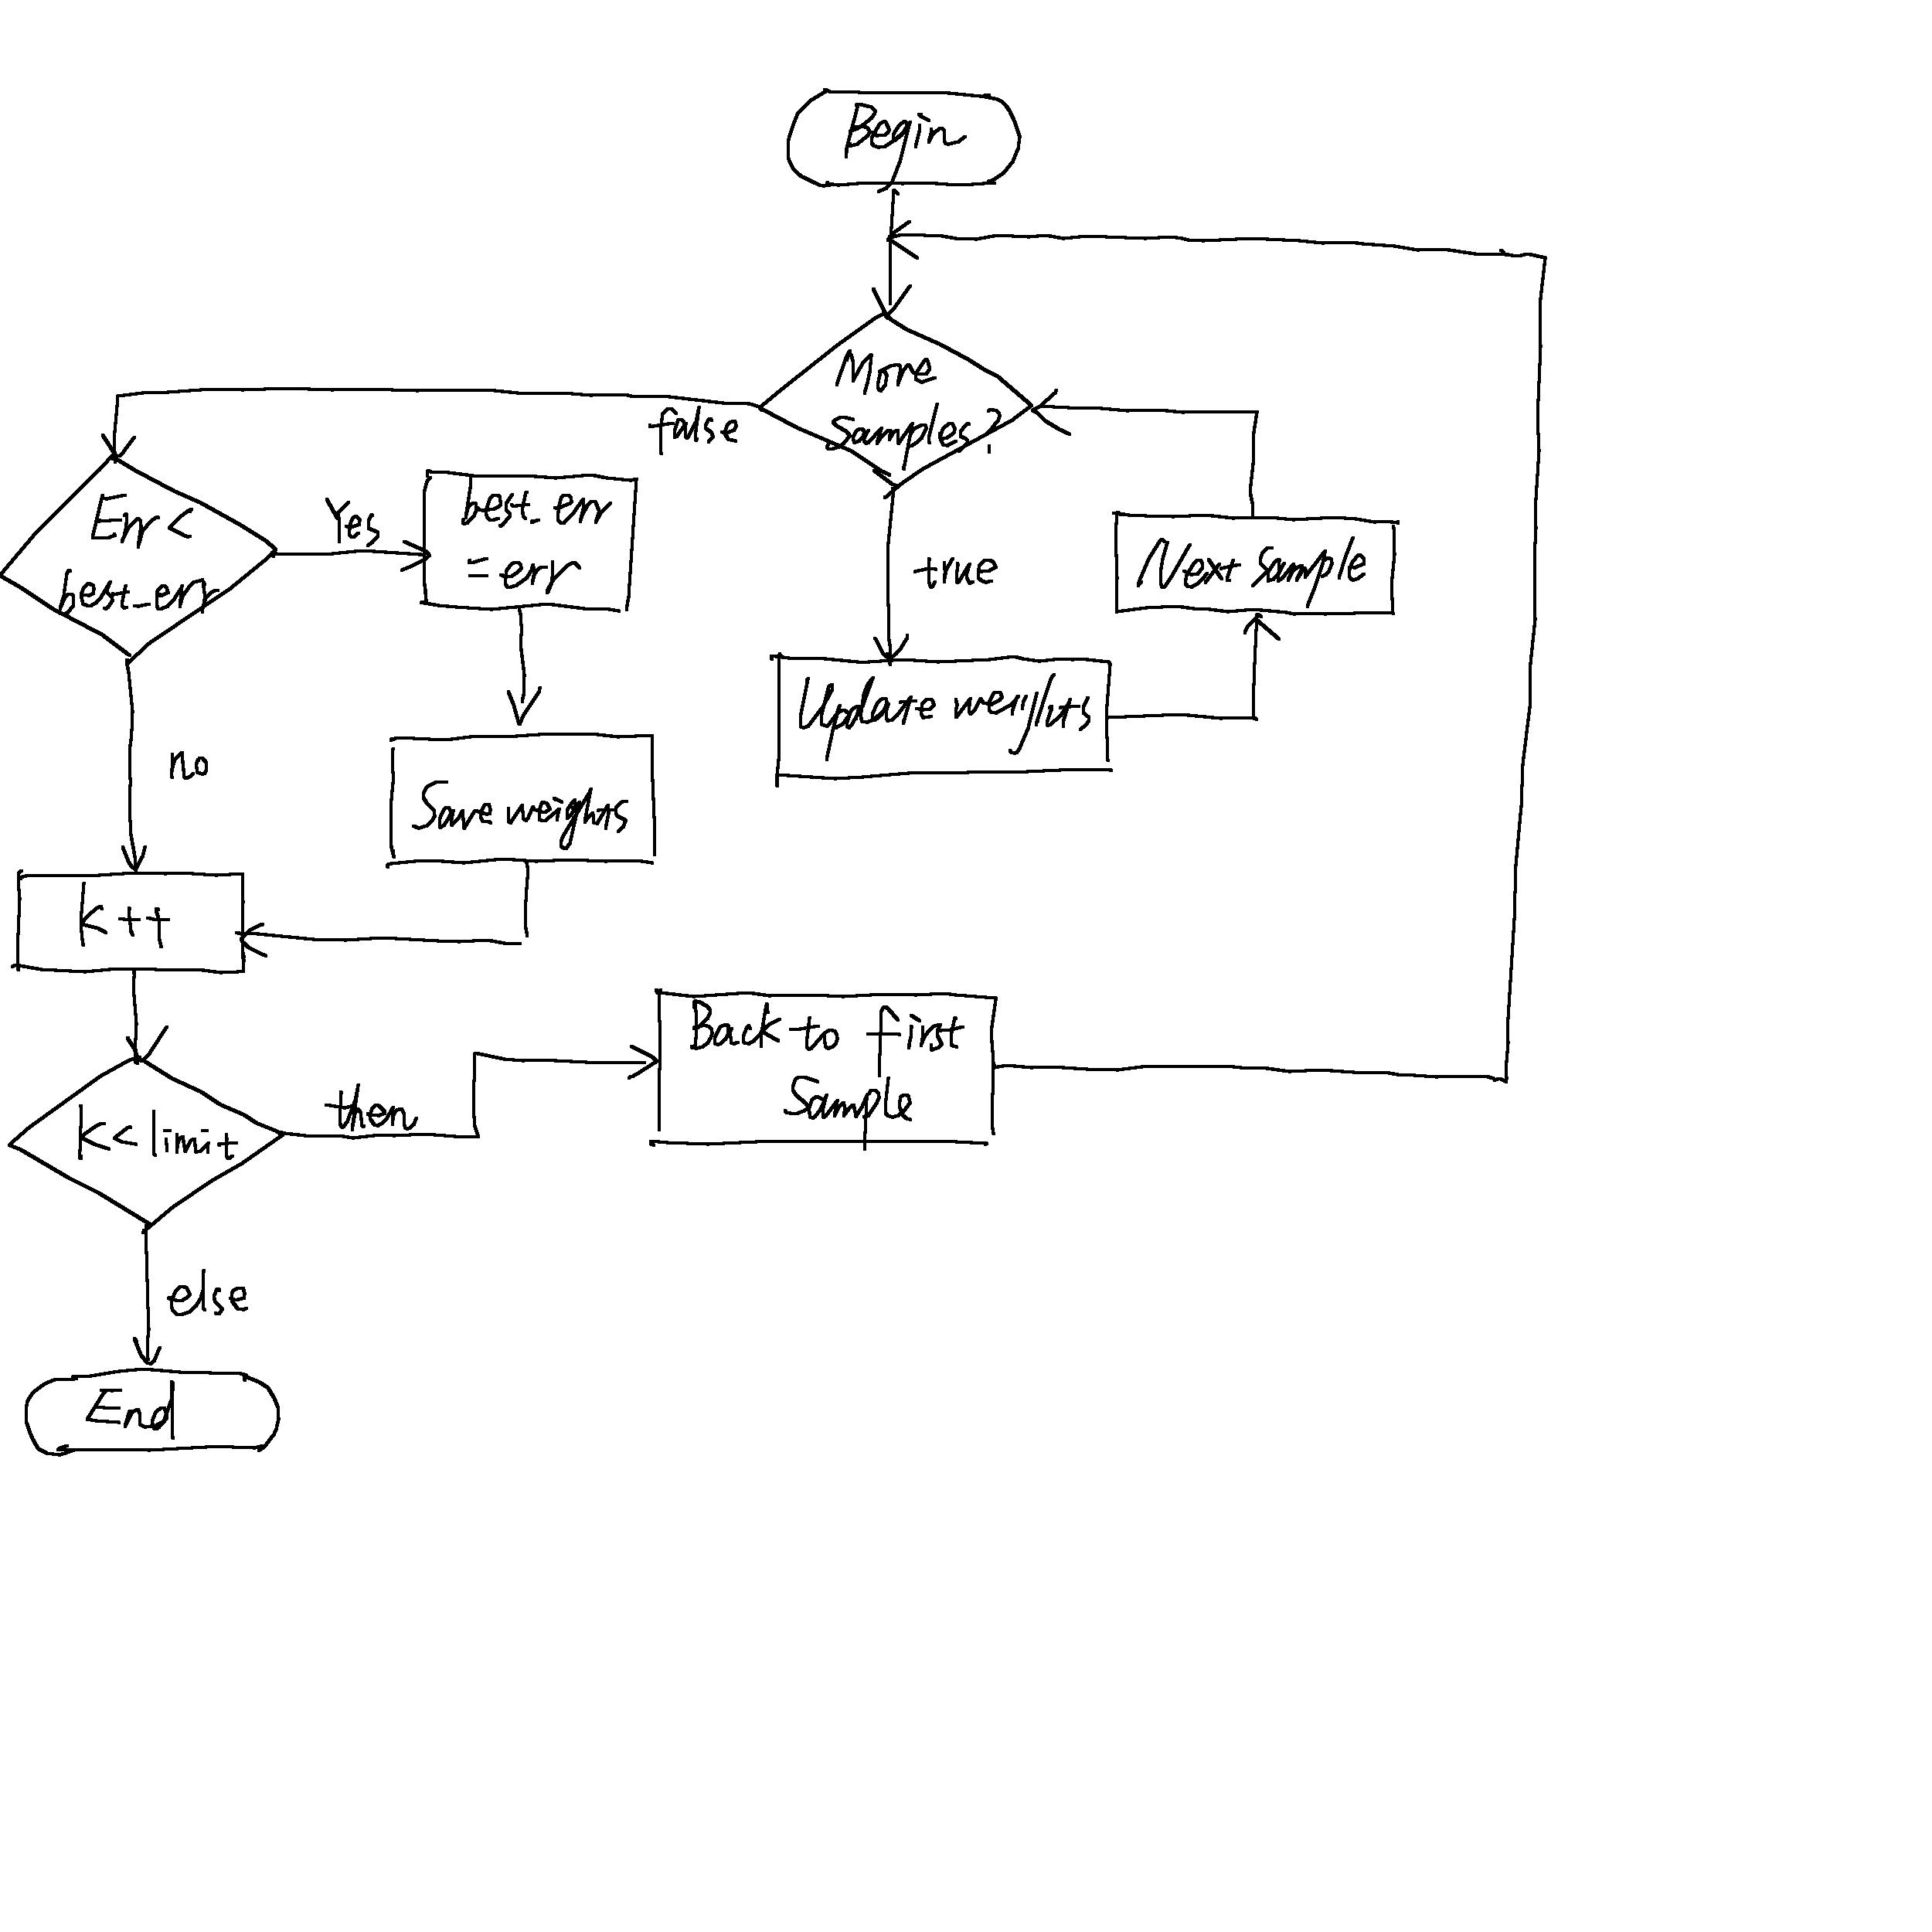 Begin
More
Samples?
false
Err <
best_err
Yes
best_err
= err
true
Next Sample
Update weights
no
Save weights
k ++
Back to first
Sample
then
k < limit
else
End